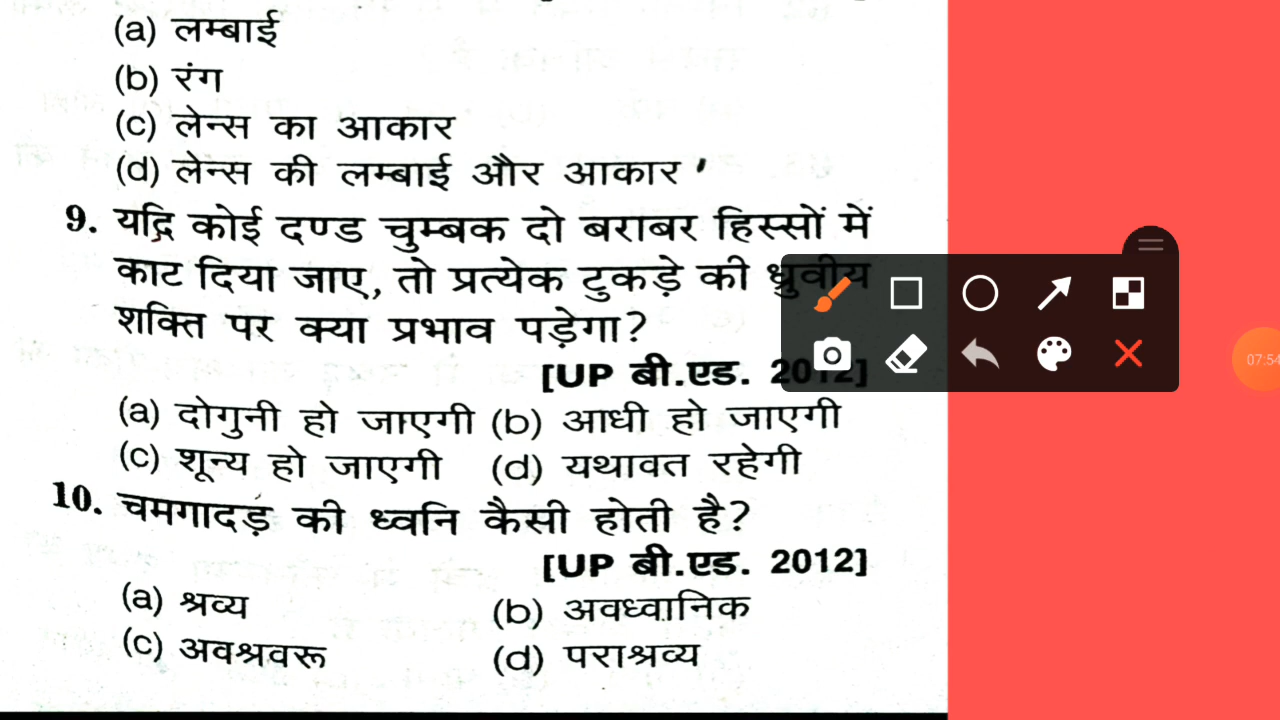 (a) लम्बाई
(b) रंग
(c) लेन्स का आकार
(d) लेन्स की लम्बाई और आकार
9. यदि कोई दण्ड चुम्बक दो बराबर हिस्सों में
काट दिया जाए, तो प्रत्येक टुकड़े की ध्रुवीय
शक्ति पर क्या प्रभाव पड़ेगा?
[UP बी.एड. 2012]
(a) दोगुनी हो जाएगी (b) आधी हो जाएगी
(c) शून्य हो जाएगी (d) यथावत रहेगी
10. चमगादड़ की ध्वनि कैसी होती है?
[UP बी.एड. 2012]
(a) श्रव्य (b) अवध्वानिक
(c) अवश्रवरू (d) पराश्रव्य
07:54